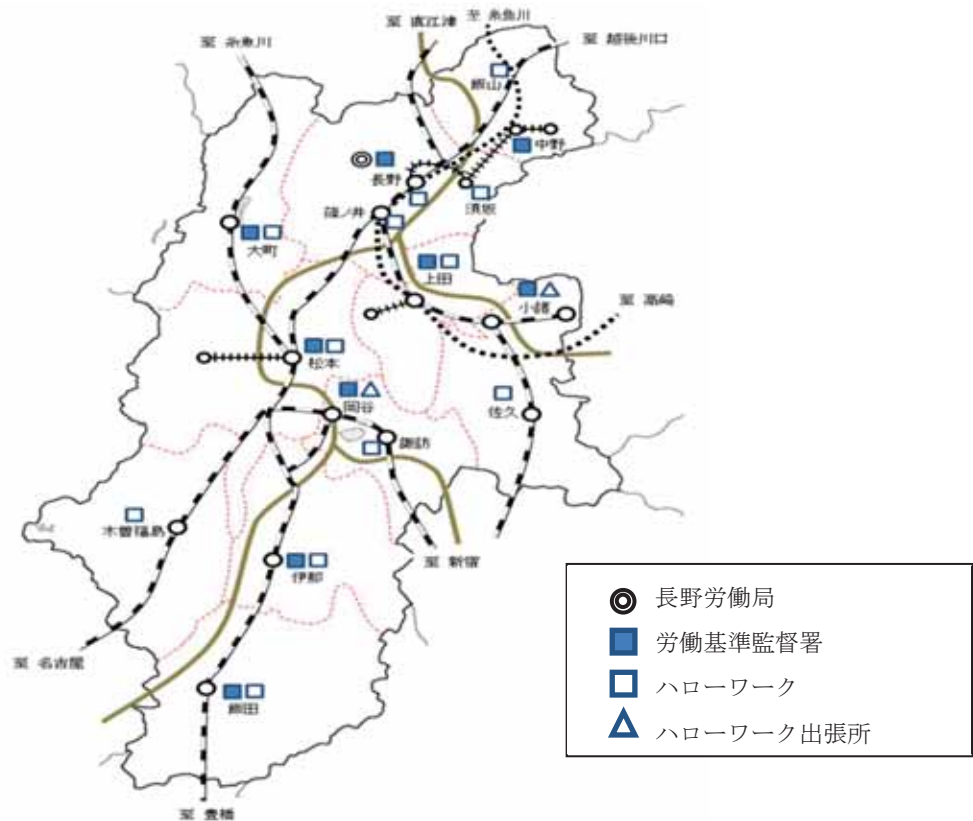 至 直江津
至 糸魚川
至 糸魚川
至 越後川口
飯山
中野
長野
須坂
篠ノ井
大町
上田
小諸
至 高崎
松本
岡谷
佐久
諏訪
木曽福島
至 新宿
伊那
至 名古屋
飯田
至 豊橋
長野労働局
労働基準監督署
ハローワーク
ハローワーク出張所